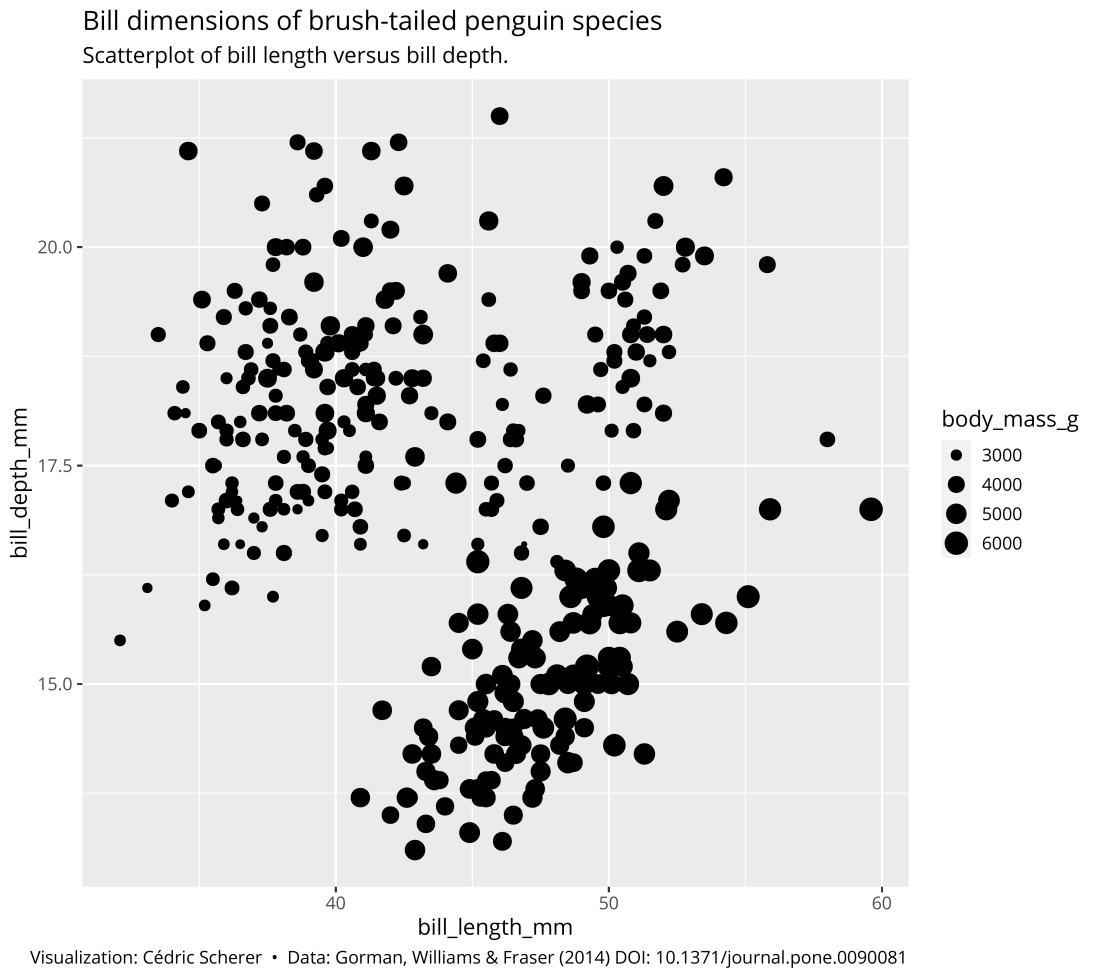 Bill dimensions of brush-tailed penguin species
Scatterplot of bill length versus bill depth.
bill_depth_mm
20.0
17.5
15.0
40 50 60
bill_length_mm
body_mass_g
3000
4000
5000
6000
Visualization: Cédric Scherer • Data: Gorman, Williams & Fraser (2014) DOI: 10.1371/journal.pone.0090081